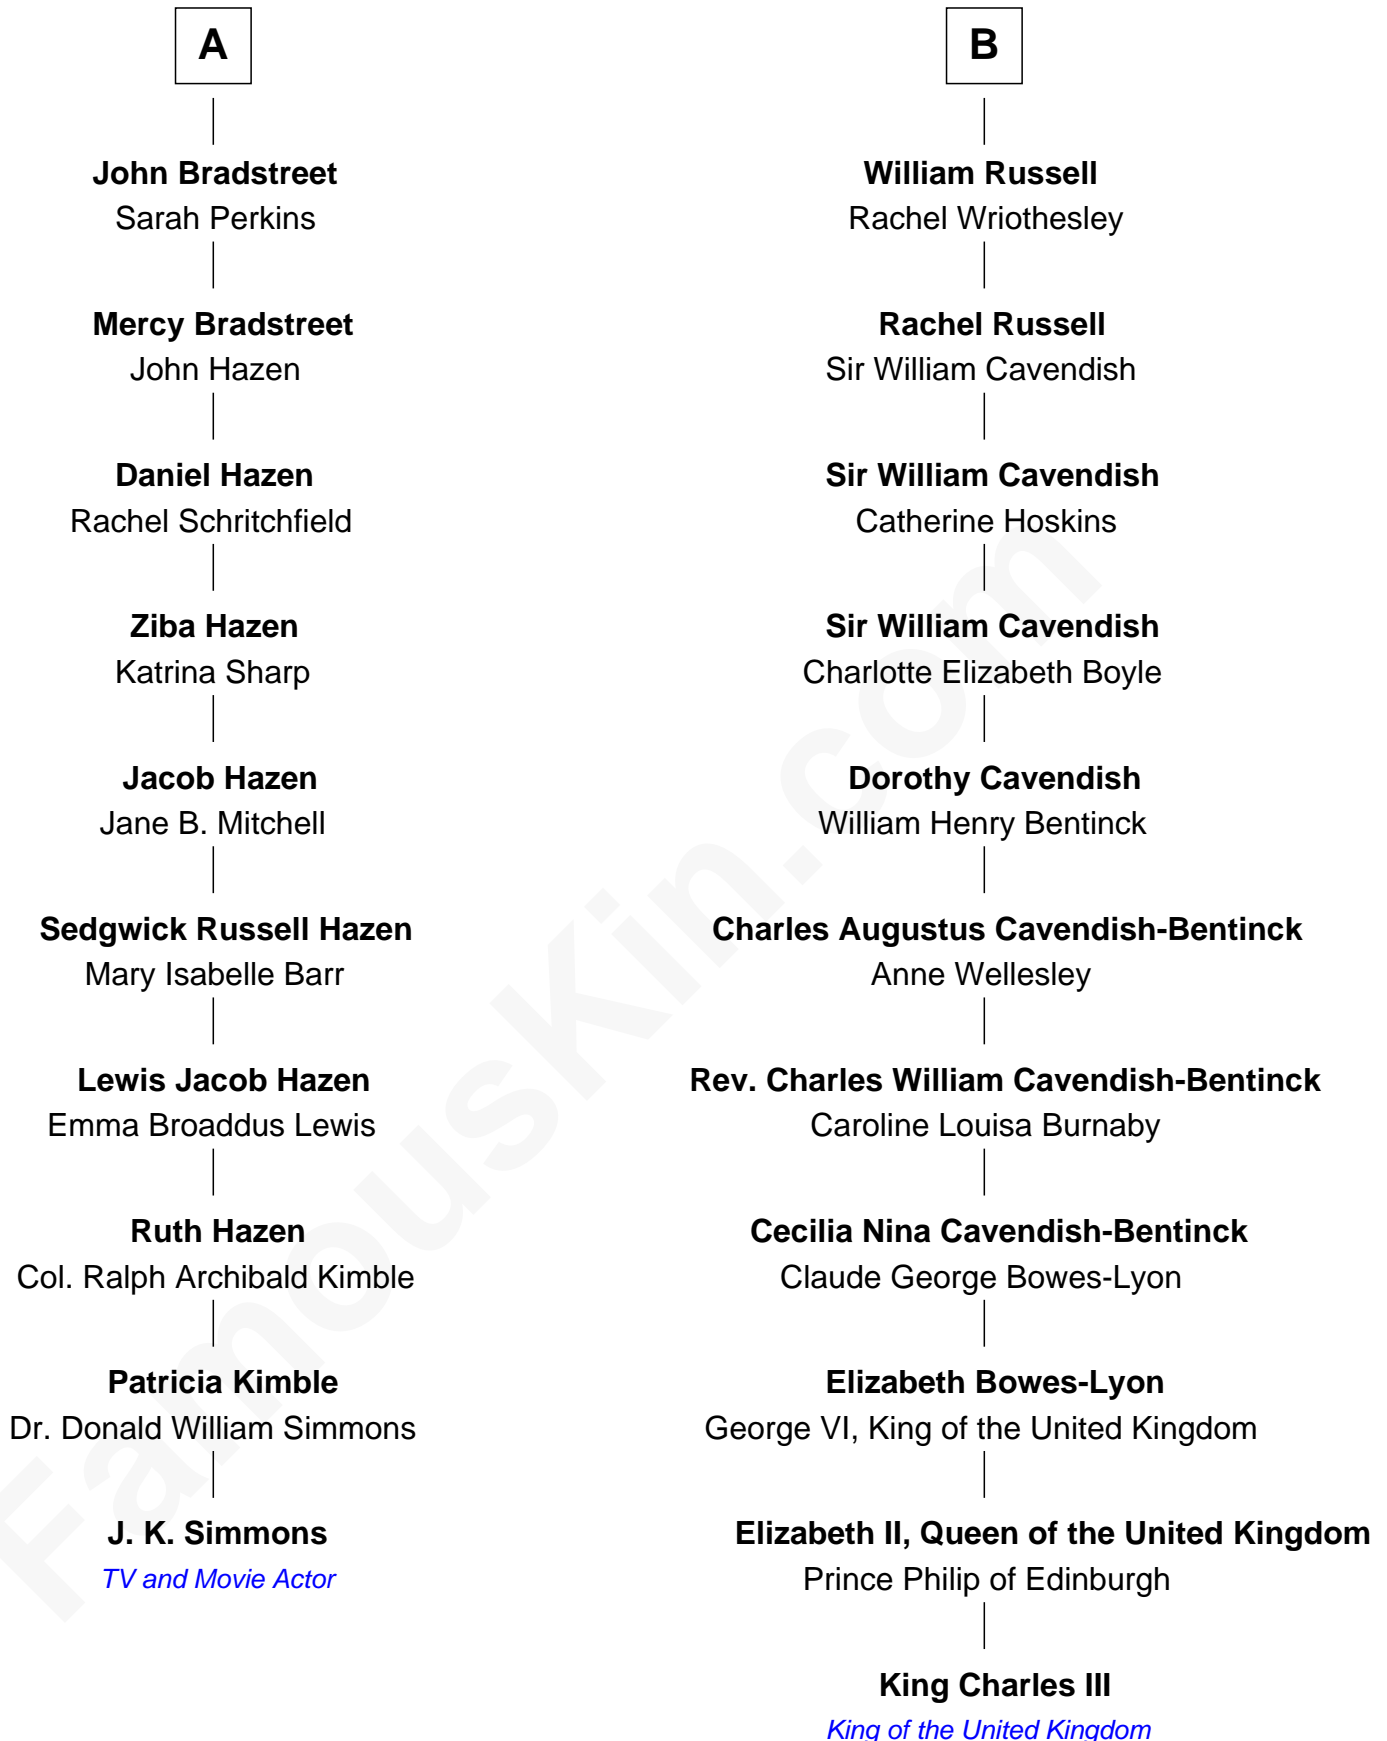 A
John Bradstreet
Sarah Perkins
Mercy Bradstreet
John Hazen
Daniel Hazen
Rachel Schritchfield
Ziba Hazen
Katrina Sharp
Jacob Hazen
Jane B. Mitchell
Sedgwick Russell Hazen
Mary Isabelle Barr
Lewis Jacob Hazen
Emma Broaddus Lewis
Ruth Hazen
Col. Ralph Archibald Kimble
Patricia Kimble
Dr. Donald William Simmons
J. K. Simmons
TV and Movie Actor
B
William Russell
Rachel Wriothesley
Rachel Russell
Sir William Cavendish
Sir William Cavendish
Catherine Hoskins
Sir William Cavendish
Charlotte Elizabeth Boyle
Dorothy Cavendish
William Henry Bentinck
Charles Augustus Cavendish-Bentinck
Anne Wellesley
Rev. Charles William Cavendish-Bentinck
Caroline Louisa Burnaby
Cecilia Nina Cavendish-Bentinck
Claude George Bowes-Lyon
Elizabeth Bowes-Lyon
George VI, King of the United Kingdom
Elizabeth II, Queen of the United Kingdom
Prince Philip of Edinburgh
King Charles III
King of the United Kingdom
FamousKin.com